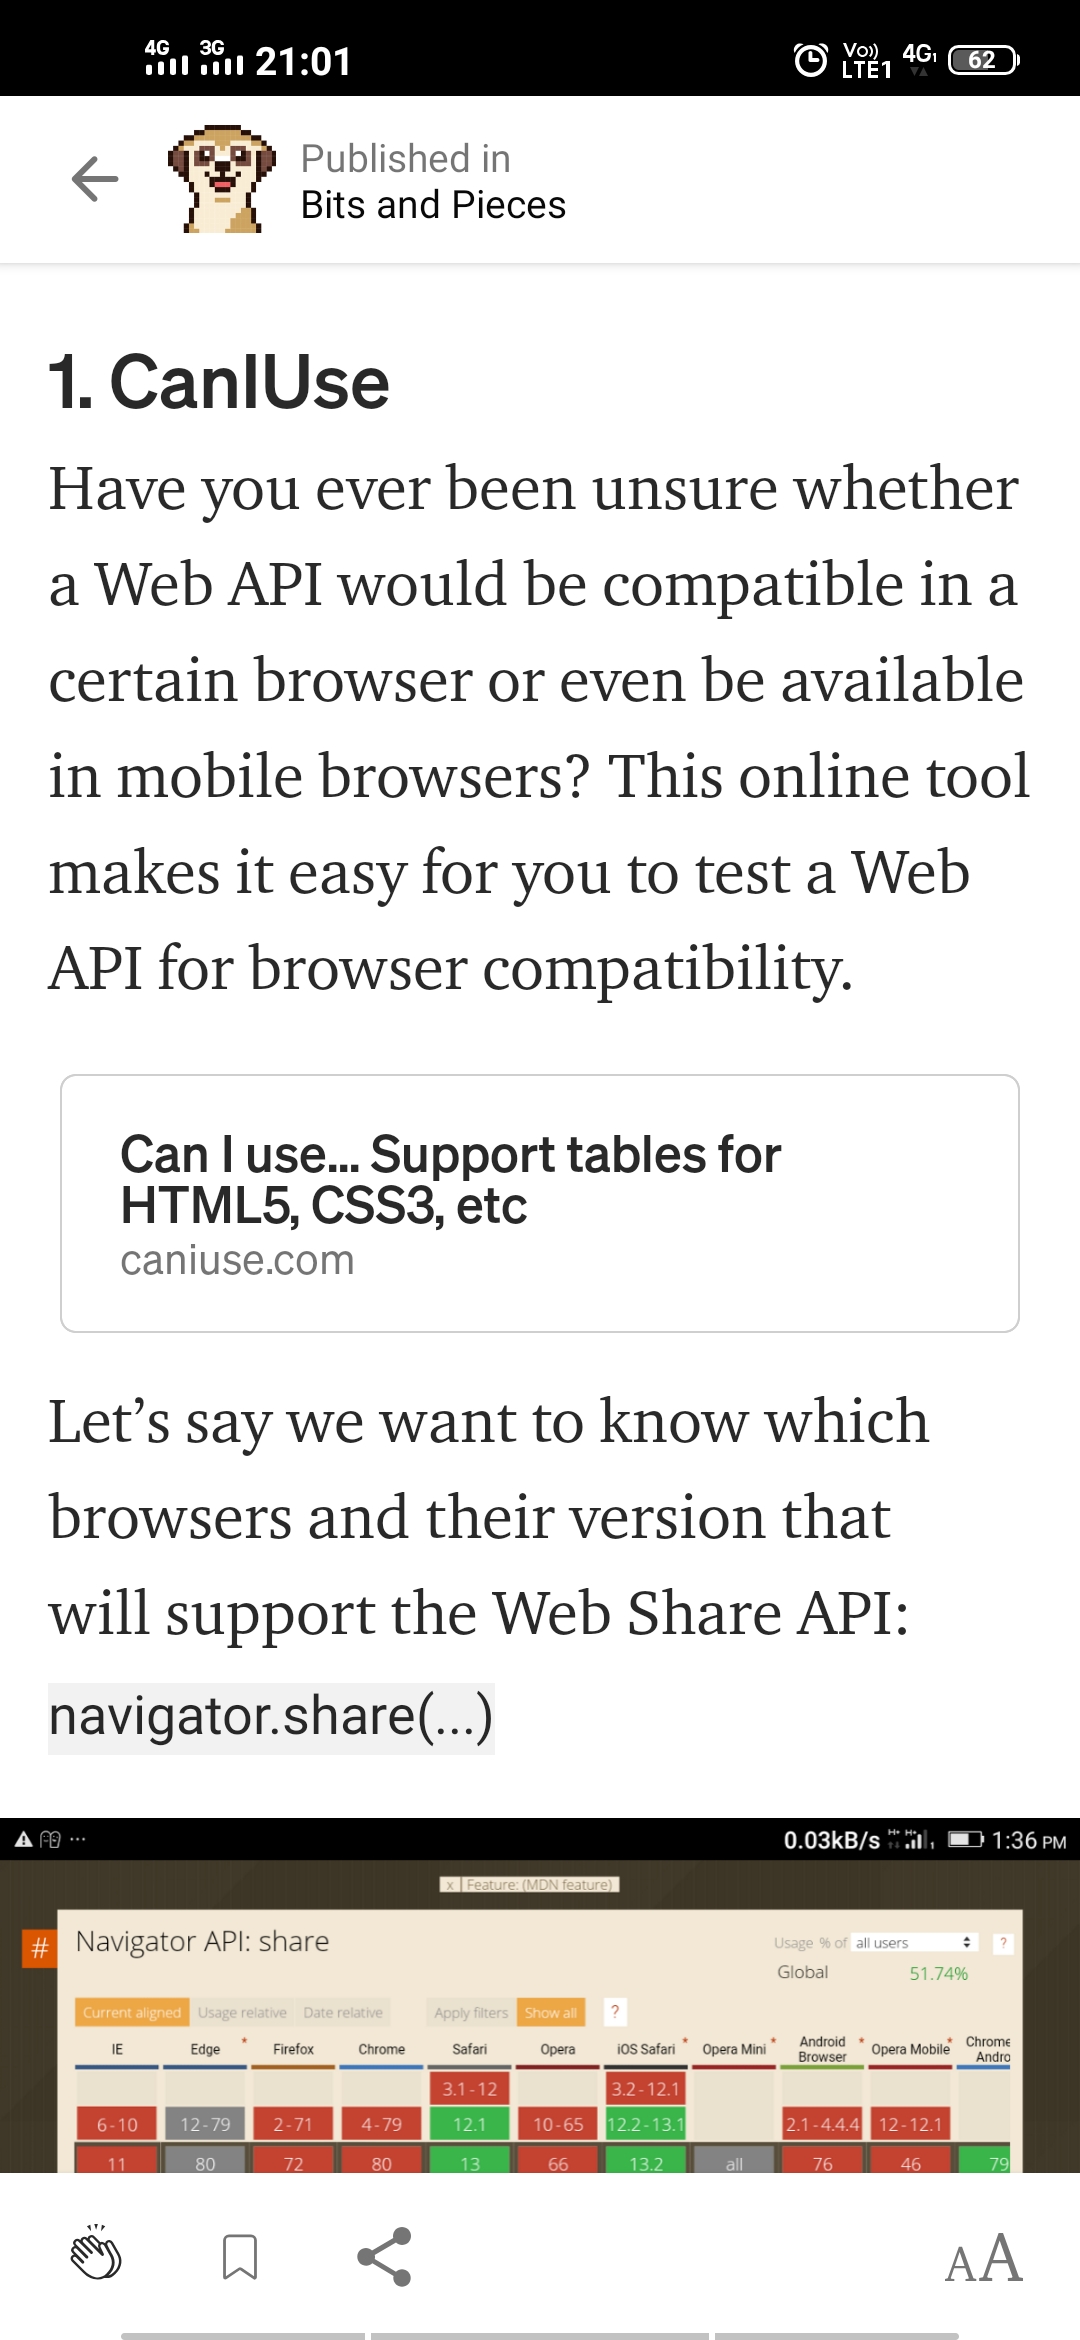 4G 3G 21:01 Vo)) LTE1 4G1 62
Published in
Bits and Pieces
1. CanIUse
Have you ever been unsure whether
a Web API would be compatible in a
certain browser or even be available
in mobile browsers? This online tool
makes it easy for you to test a Web
API for browser compatibility.
Can I use... Support tables for
HTML5, CSS3, etc
caniuse.com
Let’s say we want to know which
browsers and their version that
will support the Web Share API:
navigator.share(...)
... 0.03kB/s H+ H+ 1 1:36 PM
x Feature: (MDN feature)
# Navigator API: share Usage % of all users ?
Global 51.74%
Current aligned Usage relative Date relative Apply filters Show all ?
IE Edge * Firefox Chrome Safari Opera iOS Safari * Opera Mini * Android Browser * Opera Mobile * Chrome Andro
3.1-12 3.2-12.1
6-10 12-79 2-71 4-79 12.1 10-65 12.2-13.1 2.1-4.4.4 12-12.1
11 80 72 80 13 66 13.2 all 76 46 79
AA